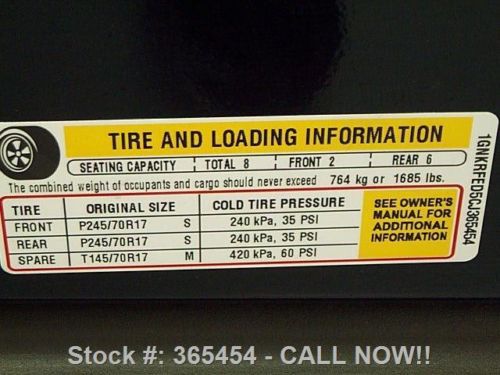 TIRE AND LOADING INFORMATION
SEATING CAPACITY TOTAL 8 FRONT 2 REAR 6
The combined weight of occupants and cargo should never exceed 764 kg or 1685 lbs.
TIRE ORIGINAL SIZE COLD TIRE PRESSURE
FRONT P245/70R17 S 240 kPa, 35 PSI
REAR P245/70R17 S 240 kPa, 35 PSI
SPARE T145/70R17 M 420 kPa, 60 PSI
SEE OWNER'S
MANUAL FOR
ADDITIONAL
INFORMATION
1GNKRFED5CJ365454
Stock #: 365454 - CALL NOW!!